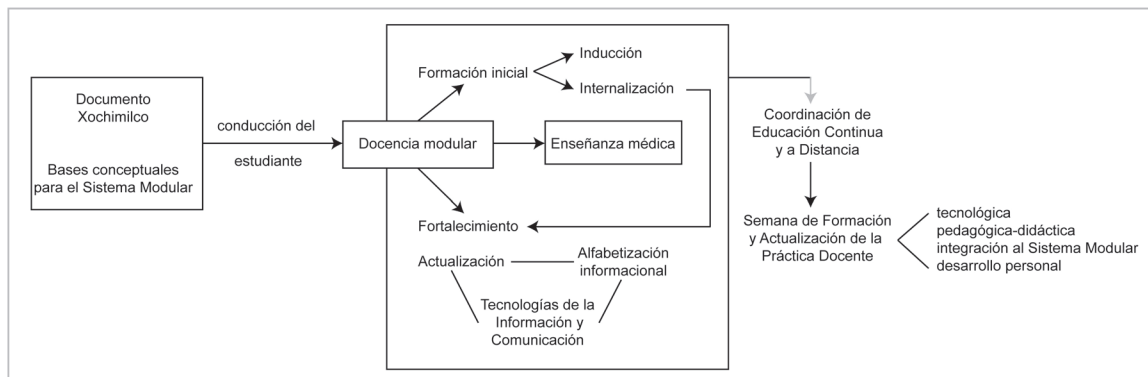 Documento
Xochimilco
Bases conceptuales
para el Sistema Modular
conducción del
estudiante
Docencia modular
Formación inicial
Inducción
Internalización
Enseñanza médica
Fortalecimiento
Actualización
Alfabetización
informacional
Tecnologías de la
Información y
Comunicación
Coordinación de
Educación Continua
y a Distancia
Semana de Formación
y Actualización de la
Práctica Docente
tecnológica
pedagógica-didáctica
integración al Sistema Modular
desarrollo personal